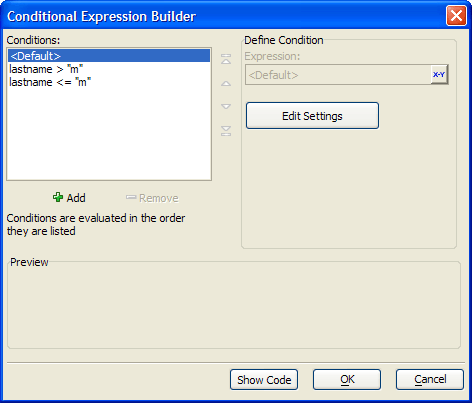 Conditional Expression Builder
Conditions:
<Default>
lastname > "m"
lastname <= "m"
Add
Remove
Conditions are evaluated in the order
they are listed
Define Condition
Expression:
<Default>
X-Y
Edit Settings
Preview
Show Code
OK
Cancel